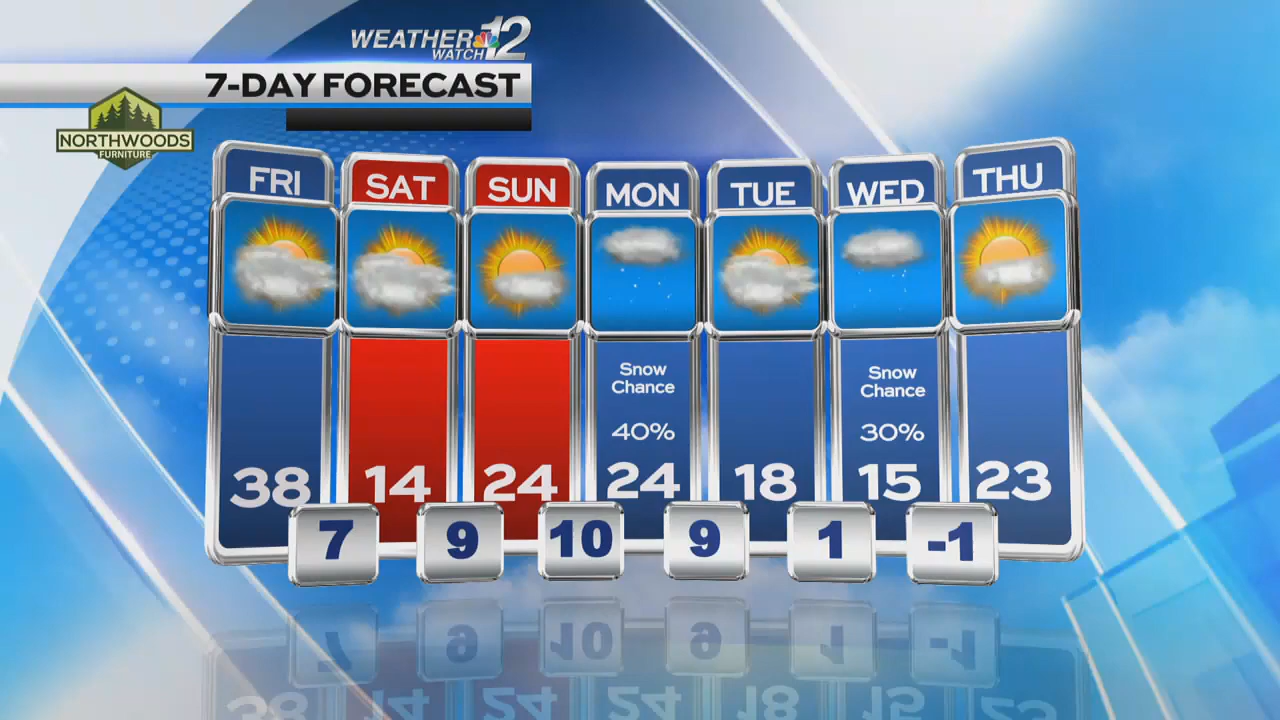 WEATHER 12
WATCH
7-DAY FORECAST
NORTHWOODS
FURNITURE
FRI SAT SUN MON TUE WED THU
Snow Chance
40%
Snow Chance
30%
38 14 24 24 18 15 23
7 9 10 9 1 -1